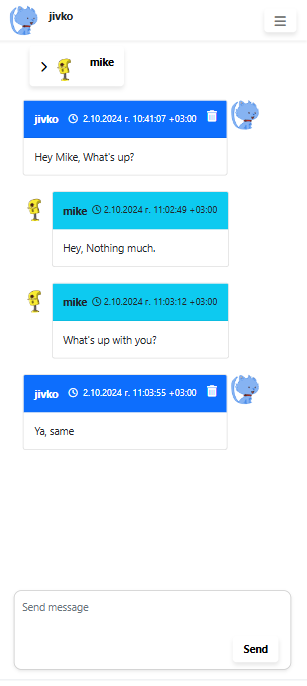 jivko
mike
jivko 2.10.2024 г. 10:41:07 +03:00
Hey Mike, What's up?
mike 2.10.2024 г. 11:02:49 +03:00
Hey, Nothing much.
mike 2.10.2024 г. 11:03:12 +03:00
What's up with you?
jivko 2.10.2024 г. 11:03:55 +03:00
Ya, same
Send message
Send